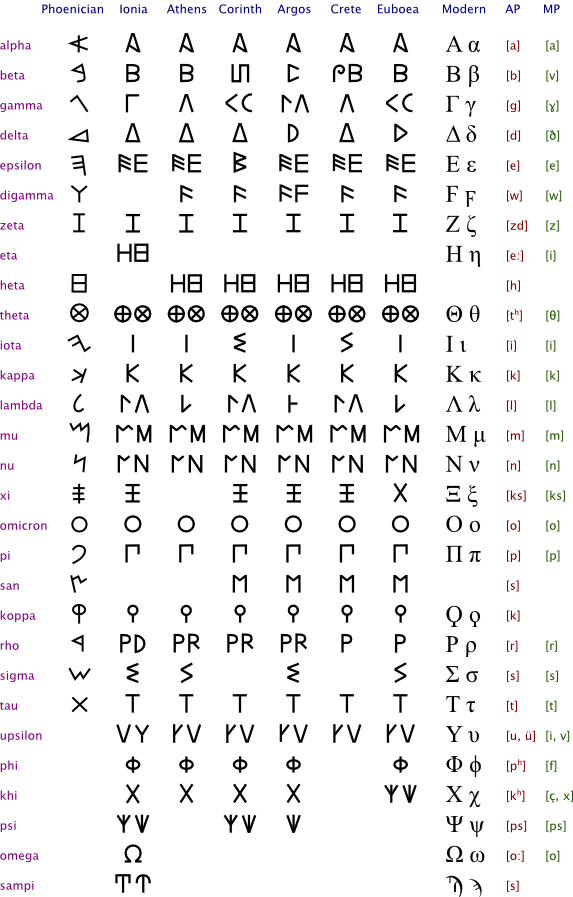 Phoenician Ionia Athens Corinth Argos Crete Euboea Modern AP MP
alpha 𐤀 Α Α Α Α Α Α Α α [a] [a]
beta 𐤁 Β Β Β Β Β β [b] [v]
gamma 𐤂 Γ Λ < C Λ Λ < C Γ γ [g] [ɣ]
delta 𐤃 Δ Δ Δ D Δ Δ δ [d] [ð]
epsilon 𐤄 Ε Ε Β Ε Ε Ε Ε ε [e] [e]
digamma 𐤅 F F F F F F Ϝ ϝ [w] [w]
zeta 𐤆 I I I I I I Ζ ζ [zd] [z]
eta Η 𐌇 Η η [e:] [i]
heta 𐤇 Η 𐌇 Η 𐌇 Η 𐌇 Η 𐌇 Η 𐌇 [h]
theta 𐤈 ⊕ ⊗ ⊕ ⊗ ⊕ ⊗ ⊕ ⊗ ⊕ ⊗ ⊕ ⊗ Θ θ [tʰ] [θ]
iota 𐤉 Ι Ι Ι Ι Ι ι [i] [i]
kappa 𐤊 Κ Κ Κ Κ Κ Κ Κ κ [k] [k]
lambda 𐤋 Λ Λ Λ Λ λ [l] [l]
mu 𐤌 Μ Μ Μ Μ Μ Μ Μ μ [m] [m]
nu 𐤍 Ν Ν Ν Ν Ν Ν Ν ν [n] [n]
xi 𐤎 Χ Ξ ξ [ks] [ks]
omicron 𐤏 Ο Ο Ο Ο Ο Ο Ο ο [o] [o]
pi 𐤐 Π Π Π Π Π Π Π π [p] [p]
san 𐤑 Ϻ Ϻ Ϻ Ϻ [s]
koppa 𐤒 Ϙ Ϙ Ϙ Ϙ Ϙ Ϙ Ϙ ϙ [k]
rho 𐤓 P D P R P R P R P P Ρ ρ [r] [r]
sigma 𐤔 Σ σ [s] [s]
tau 𐤕 Τ Τ Τ Τ Τ Τ Τ τ [t] [t]
upsilon V Y V V V V V Υ υ [u, ü] [i, v]
phi Φ Φ Φ Φ Φ Φ ϕ [pʰ] [f]
khi Χ Χ Χ Χ Ψ Χ χ [kʰ] [ç, x]
psi Ψ Ψ Ψ Ψ ψ [ps] [ps]
omega Ω Ω ω [o:] [o]
sampi Ͳ Ϡ ϡ [s]